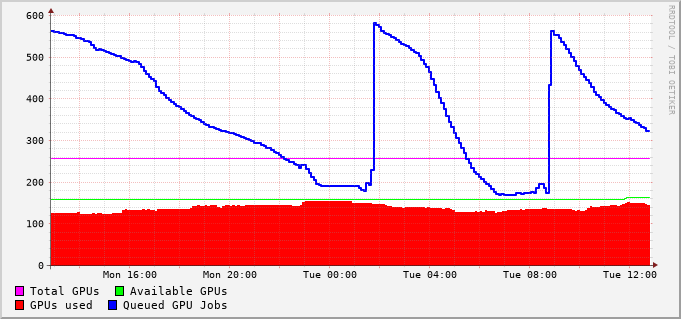 600
500
400
300
200
100
0
Mon 16:00 Mon 20:00 Tue 00:00 Tue 04:00 Tue 08:00 Tue 12:00
Total GPUs Available GPUs
GPUs used Queued GPU Jobs
RRDTOOL / TOBI OETIKER